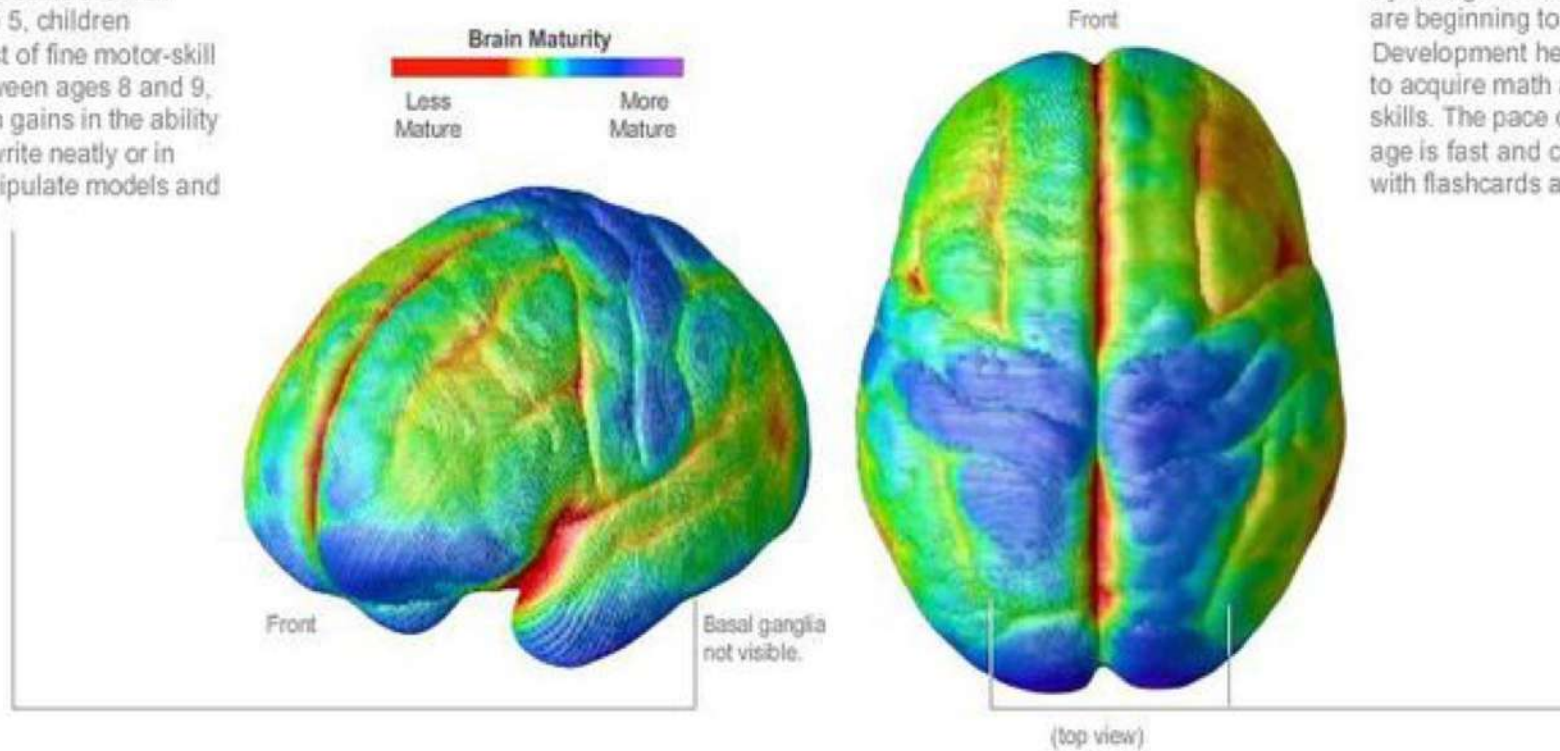 5, children
st of fine motor-skill
ween ages 8 and 9,
gains in the ability
write neatly or in
ipulate models and
Brain Maturity
Less
Mature
More
Mature
Front
Basal ganglia
not visible.
Front
(top view)
are beginning to
Development he
to acquire math
skills. The pace
age is fast and c
with flashcards a